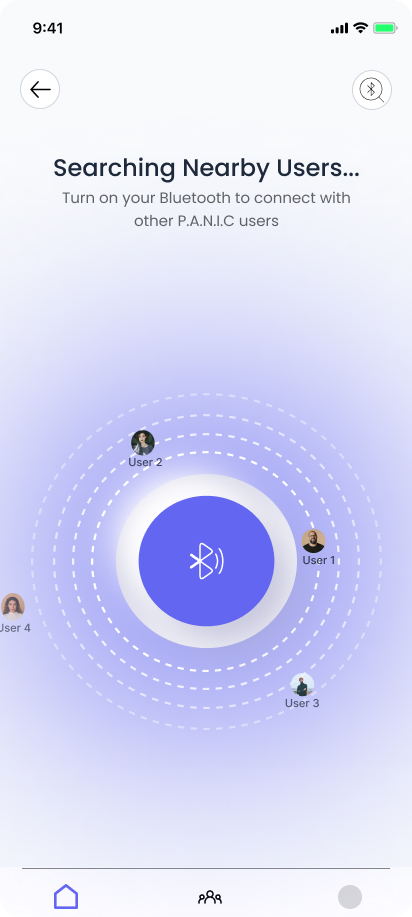 9:41
Searching Nearby Users...
Turn on your Bluetooth to connect with
other P.A.N.I.C users
User 2
User 1
User 4
User 3